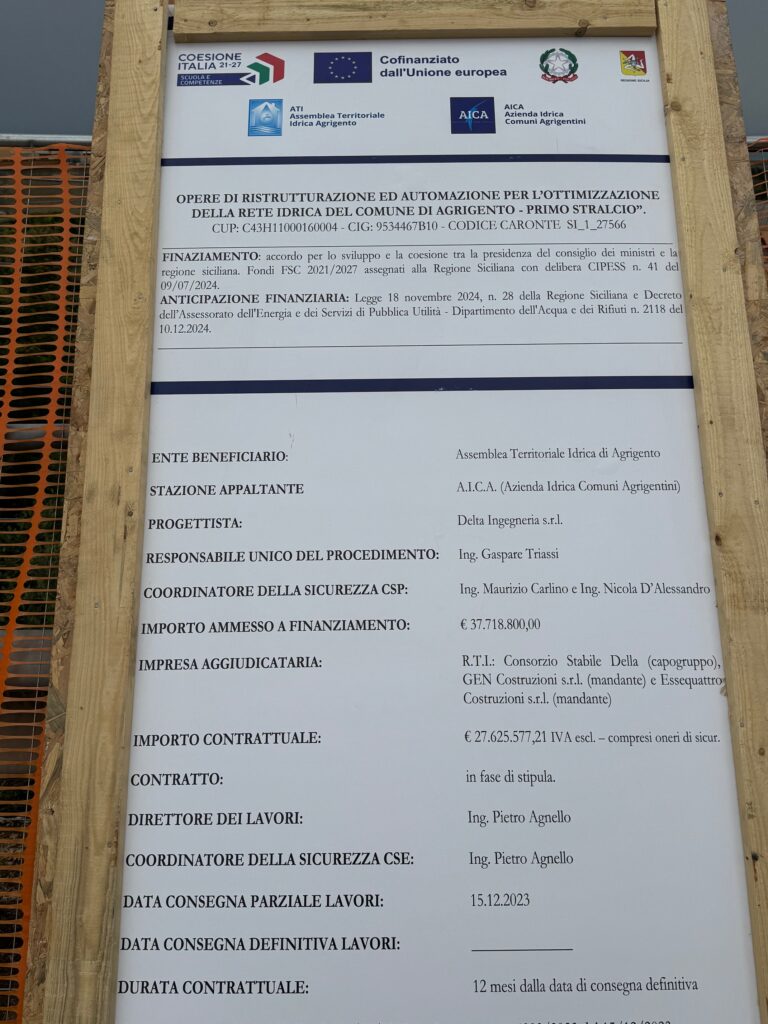 COESIONE
ITALIA 21-27
SCUOLA E
COMPETENZE
Cofinanziato
dall'Unione europea
REGIONE SICILIA
ATI
Assemblea Territoriale
Idrica Agrigento
AICA
AICA
Azienda Idrica
Comuni Agrigentini
OPERE DI RISTRUTTURAZIONE ED AUTOMAZIONE PER L'OTTIMIZZAZIONE
DELLA RETE IDRICA DEL COMUNE DI AGRIGENTO - PRIMO STRALCIO”.
CUP: C43H11000160004 - CIG: 9534467B10 - CODICE CARONTE SI_1_27566
FINAZIAMENTO: accordo per lo sviluppo e la coesione tra la presidenza del consiglio dei ministri e la
regione siciliana. Fondi FSC 2021/2027 assegnati alla Regione Siciliana con delibera CIPESS n. 41 del
09/07/2024.
ANTICIPAZIONE FINANZIARIA: Legge 18 novembre 2024, n. 28 della Regione Siciliana e Decreto
dell'Assessorato dell'Energia e dei Servizi di Pubblica Utilità - Dipartimento dell'Acqua e dei Rifiuti n. 2118 del
10.12.2024.
ENTE BENEFICIARIO: Assemblea Territoriale Idrica di Agrigento
STAZIONE APPALTANTE A.I.C.A. (Azienda Idrica Comuni Agrigentini)
PROGETTISTA: Delta Ingegneria s.r.l.
RESPONSABILE UNICO DEL PROCEDIMENTO: Ing. Gaspare Triassi
COORDINATORE DELLA SICUREZZA CSP: Ing. Maurizio Carlino e Ing. Nicola D'Alessandro
IMPORTO AMMESSO A FINANZIAMENTO: € 37.718.800,00
IMPRESA AGGIUDICATARIA: R.T.I.: Consorzio Stabile Della (capogruppo),
GEN Costruzioni s.r.l. (mandante) e Essequattro
Costruzioni s.r.l. (mandante)
IMPORTO CONTRATTUALE: € 27.625.577,21 IVA escl. – compresi oneri di sicur.
CONTRATTO: in fase di stipula.
DIRETTORE DEI LAVORI: Ing. Pietro Agnello
COORDINATORE DELLA SICUREZZA CSE: Ing. Pietro Agnello
DATA CONSEGNA PARZIALE LAVORI: 15.12.2023
DATA CONSEGNA DEFINITIVA LAVORI: ____________
DURATA CONTRATTUALE: 12 mesi dalla data di consegna definitiva